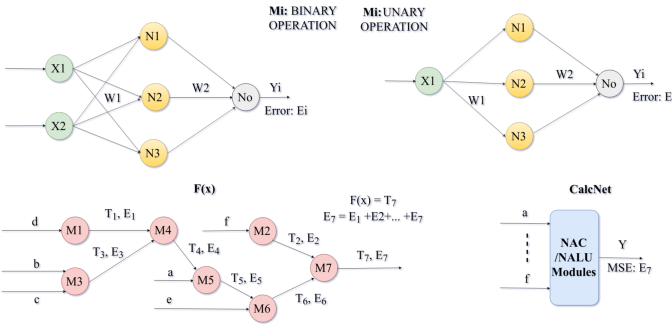 Mi: BINARY
OPERATION
Mi: UNARY
OPERATION
N1
X1
W1
N2
W2
No
Yi
Error: Ei
X2
N3
N1
X1
W1
N2
W2
No
Yi
Error: E
N3
F(x)
d
M1
T1, E1
M4
b
M3
T3, E3
c
T4, E4
a
M5
T5, E5
e
M6
f
M2
T2, E2
M7
T6, E6
T7, E7
F(x) = T7
E7 = E1 +E2+... +E7
CalcNet
a
f
NAC
/NALU
Modules
Y
MSE: E7